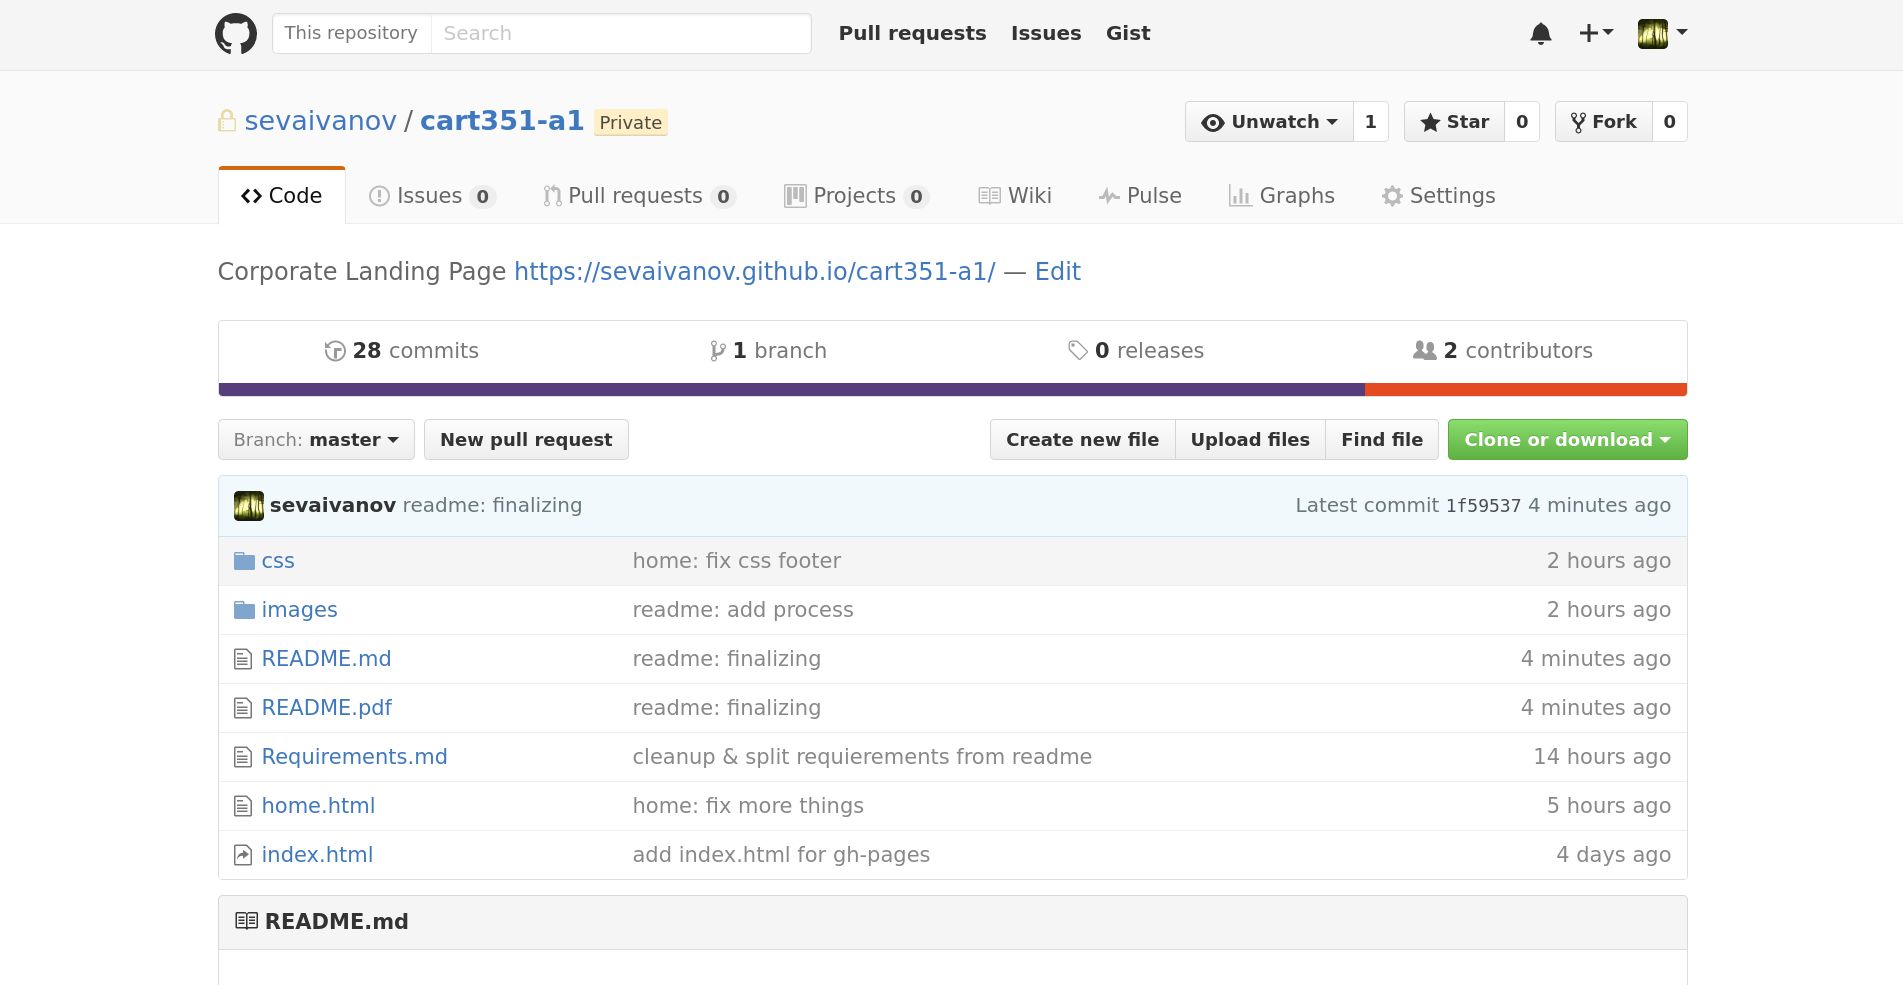 This repository Search Pull requests Issues Gist
sevaivanov / cart351-a1 Private Unwatch 1 Star 0 Fork 0
Code Issues 0 Pull requests 0 Projects 0 Wiki Pulse Graphs Settings
Corporate Landing Page https://sevaivanov.github.io/cart351-a1/ — Edit
28 commits 1 branch 0 releases 2 contributors
Branch: master New pull request Create new file Upload files Find file Clone or download
sevaivanov readme: finalizing Latest commit 1f59537 4 minutes ago
css home: fix css footer 2 hours ago
images readme: add process 2 hours ago
README.md readme: finalizing 4 minutes ago
README.pdf readme: finalizing 4 minutes ago
Requirements.md cleanup & split requierements from readme 14 hours ago
home.html home: fix more things 5 hours ago
index.html add index.html for gh-pages 4 days ago
README.md